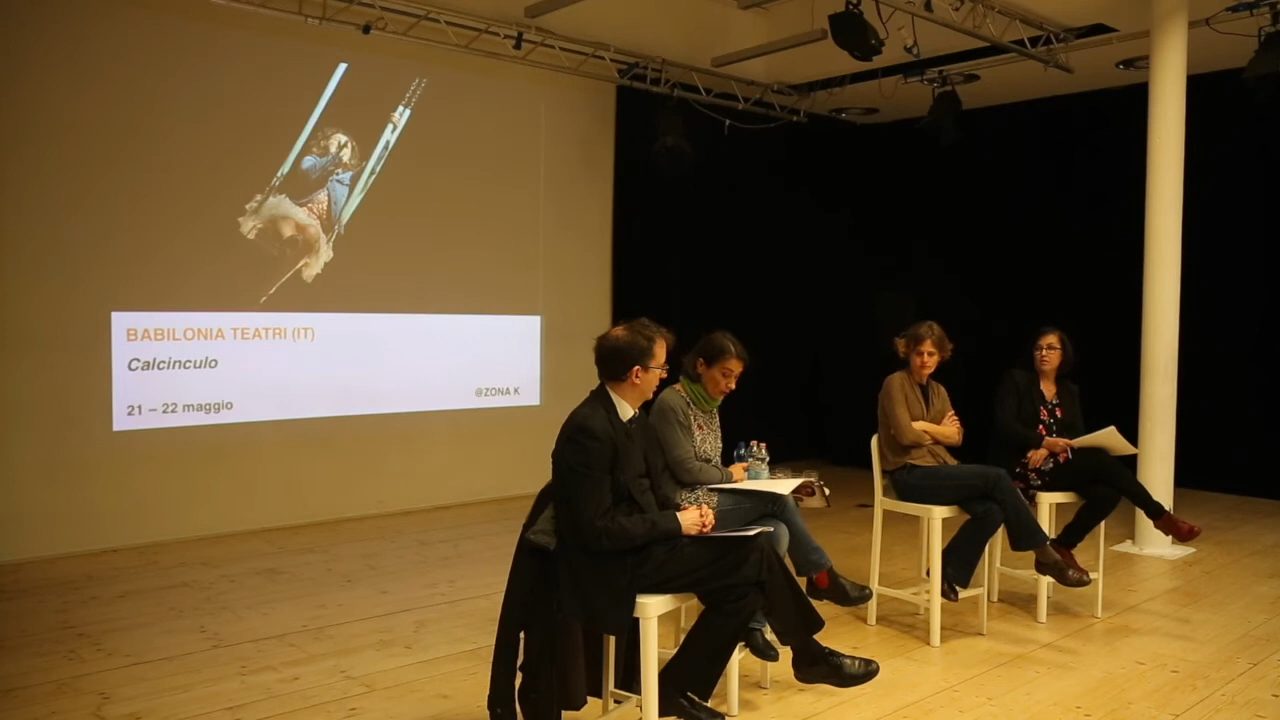 BABILONIA TEATRI (IT)
Calcinculo
@ZONA K
21 – 22 maggio